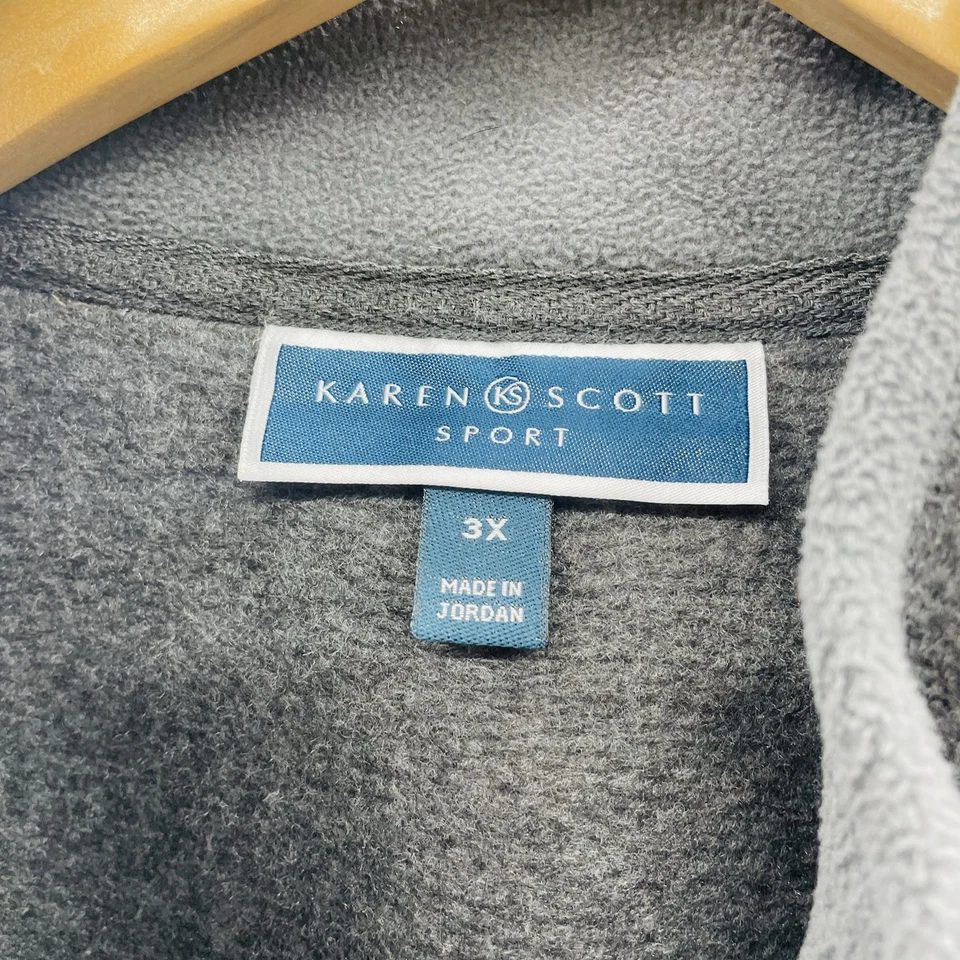 KAREN KS SCOTT
SPORT
3X
MADE IN
JORDAN